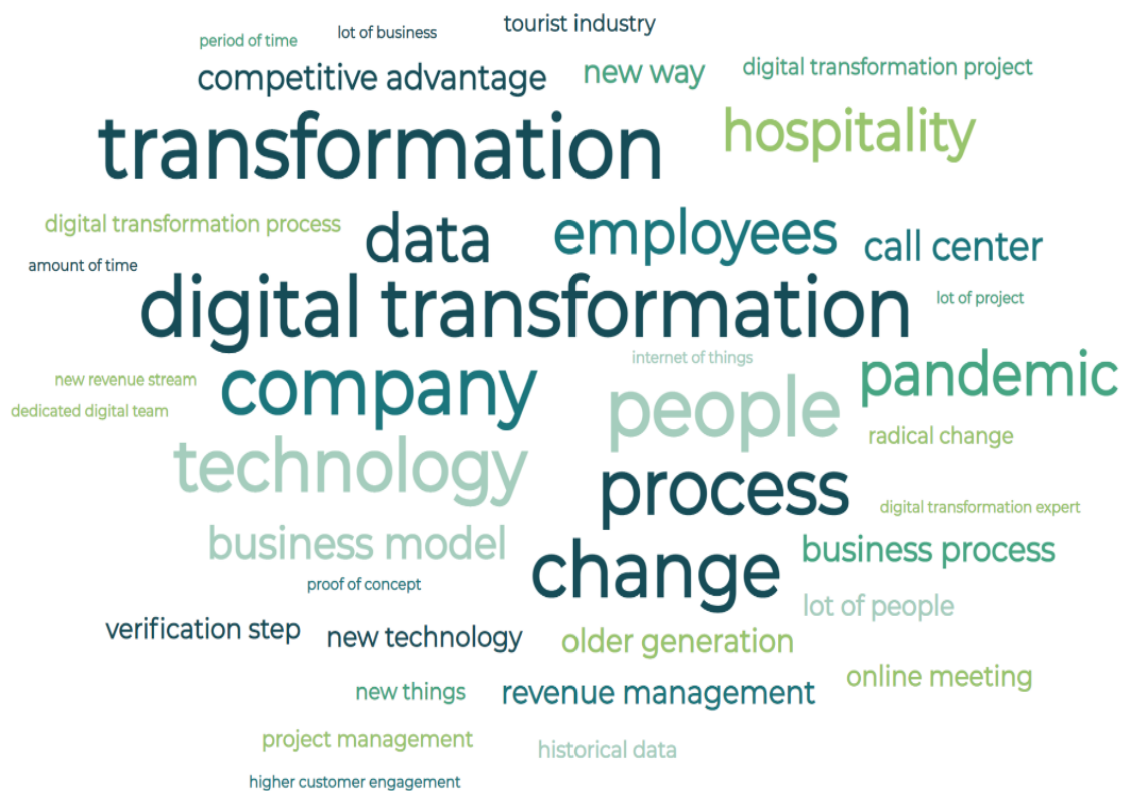 tourist industry
lot of business
period of time
competitive advantage
new way
digital transformation project
transformation
hospitality
digital transformation process
data
employees
call center
amount of time
digital transformation
lot of project
internet of things
new revenue stream
company
people
pandemic
dedicated digital team
radical change
technology
process
digital transformation expert
business model
change
business process
proof of concept
lot of people
verification step
new technology
older generation
online meeting
new things
revenue management
project management
historical data
higher customer engagement